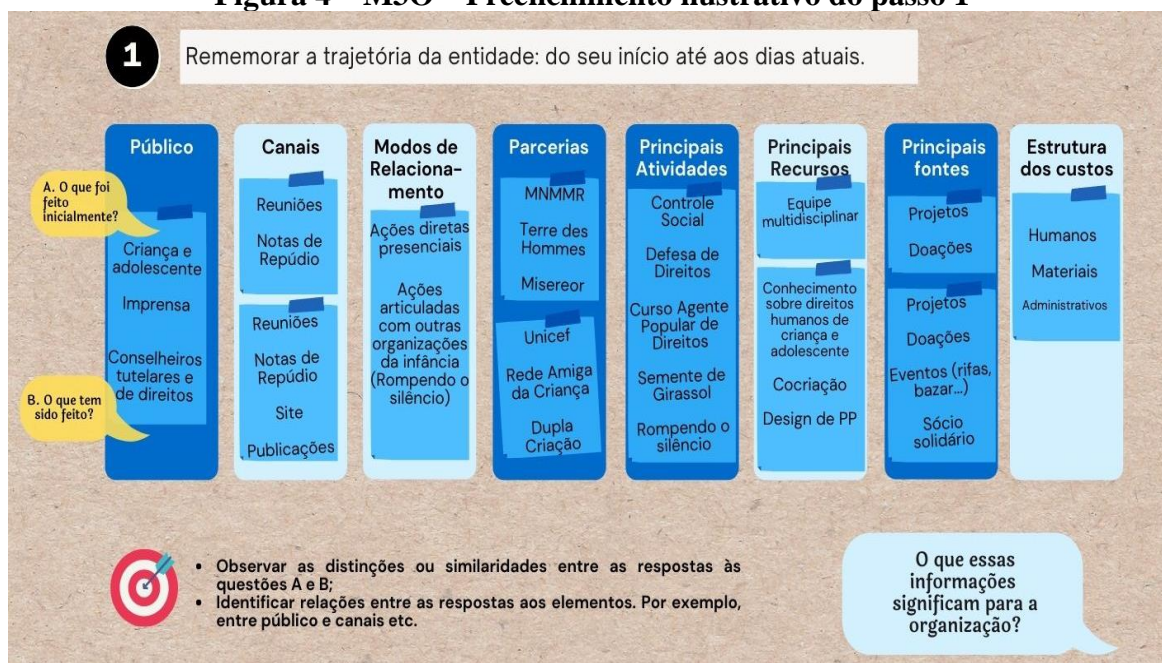 Figura 4 – MSO – Preenchimento ilustrativo do passo 1
1
Rememorar a trajetória da entidade: do seu início até aos dias atuais.
A. O que foi
feito
inicialmente?
B. O que tem
sido feito?
Público
Criança e
adolescente
Imprensa
Conselheiros
tutelares e
de direitos
Canais
Reuniões
Notas de
Repúdio
Reuniões
Notas de
Repúdio
Site
Publicações
Modos de
Relaciona-
mento
Ações diretas
presenciais
Ações
articuladas
com outras
organizações
da infância
(Rompendo o
silêncio)
Parcerias
MNMMR
Terre des
Hommes
Misereor
Unicef
Rede Amiga
da Criança
Dupla
Criação
Principais
Atividades
Controle
Social
Defesa de
Direitos
Curso Agente
Popular de
Direitos
Semente de
Girassol
Rompendo o
silêncio
Principais
Recursos
Equipe
multidisciplinar
Conhecimento
sobre direitos
humanos de
criança e
adolescente
Cocriação
Design de PP
Principais
fontes
Projetos
Doações
Projetos
Doações
Eventos (rifas,
bazar...)
Sócio
solidário
Estrutura
dos custos
Humanos
Materiais
Administrativos
• Observar as distinções ou similaridades entre as respostas às
questões A e B;
• Identificar relações entre as respostas aos elementos. Por exemplo,
entre público e canais etc.
O que essas
informações
significam para a
organização?